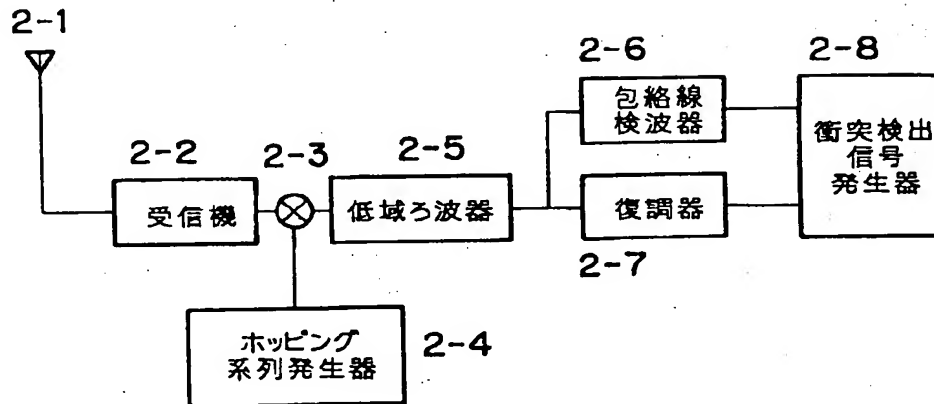 2-1
2-2
2-3
2-5
2-6
2-8
受信機
低域ろ波器
包絡線
検波器
復調器
2-7
衝突検出
信号
発生器
ホッピング
系列発生器
2-4